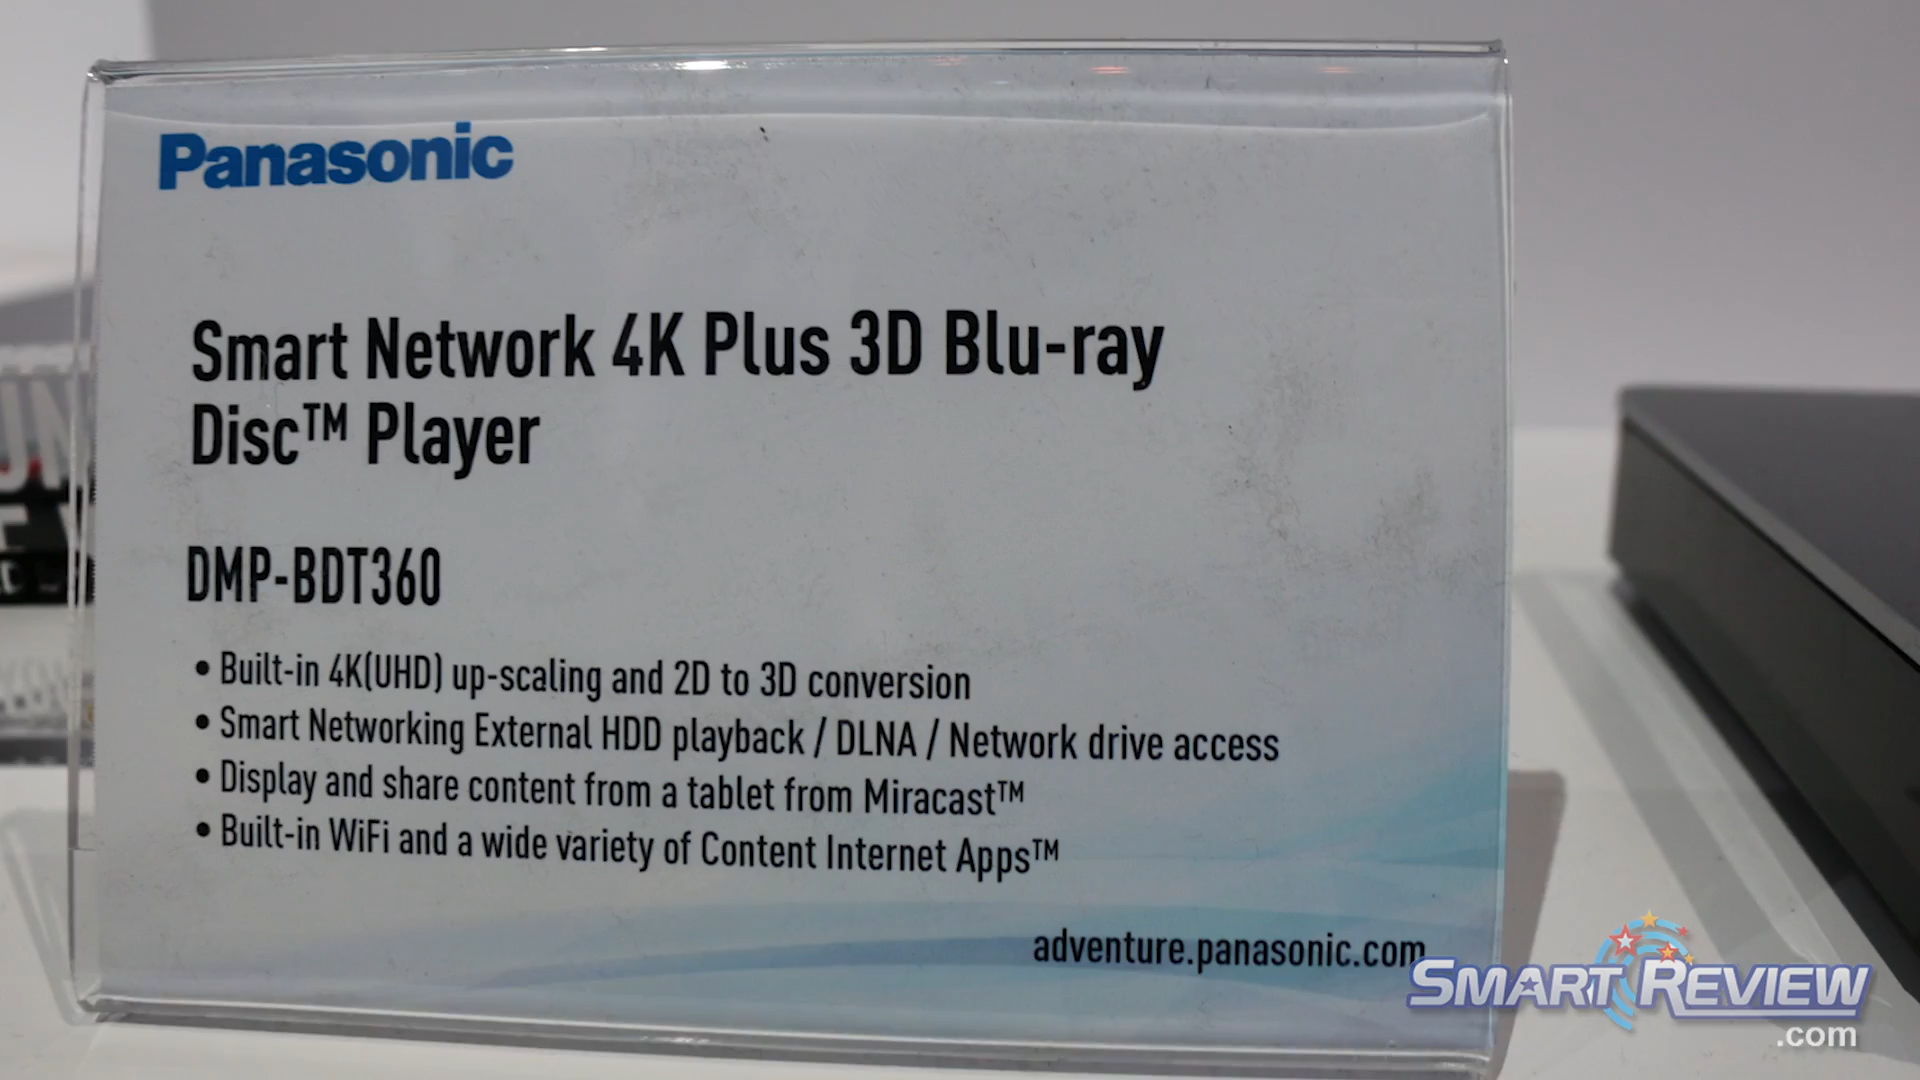 Panasonic
Smart Network 4K Plus 3D Blu-ray
Disc™ Player
DMP-BDT360
• Built-in 4K(UHD) up-scaling and 2D to 3D conversion
• Smart Networking External HDD playback / DLNA / Network drive access
• Display and share content from a tablet from Miracast™
• Built-in WiFi and a wide variety of Content Internet Apps™
adventure.panasonic.com
SMART REVIEW
.com